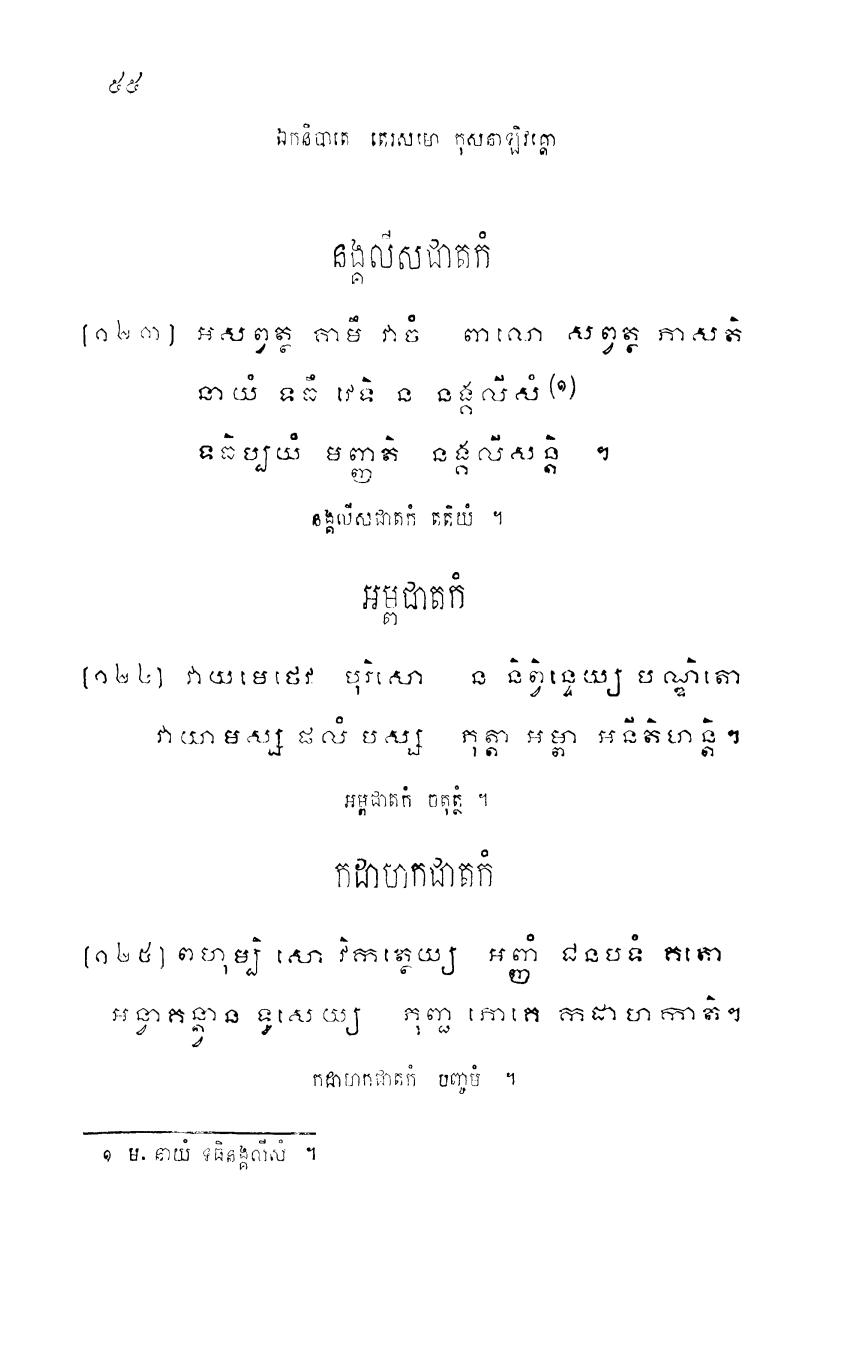 ៥៥
ឯកនិបាតេ តេរសមោ កុសនាឡិវគ្គោ
នង្គលីសជាតកំ
[១២៣] អសព្វត្ថ គាមឹ វាចំ ពាលោ សព្វត្ថ ភាសតិ
នាយំ ទធឹ វេទិ ន នង្គលីសំ(១)
ទធិប្បយំ មញ្ញតិ នង្គលីសន្តិ ។
នង្គលីសជាតកំ តតិយំ ។
អម្ពជាតកំ
[១២៤] វាយមេថេវ បុរិសោ ន និព្វិន្ទេយ្យ បណ្ឌិតោ
វាយាមស្ស ផលំ បស្ស ភុត្តា អម្ពា អនីតិហន្តិ។
អម្ពជាតកំ ចតុត្ថំ ។
កដាហកជាតកំ
[១២៥] ពហុម្បិ សោ វិកត្ថេយ្យ អញ្ញំ ជនបទំ គតោ
អន្វាគន្ត្វាន ទូសេយ្យ ភុញ្ជ ភោគេ កដាហកាតិ។
កដាហកជាតកំ បញ្ចមំ ។
១ ម. នាយំ ទធិនង្គលីសំ ។